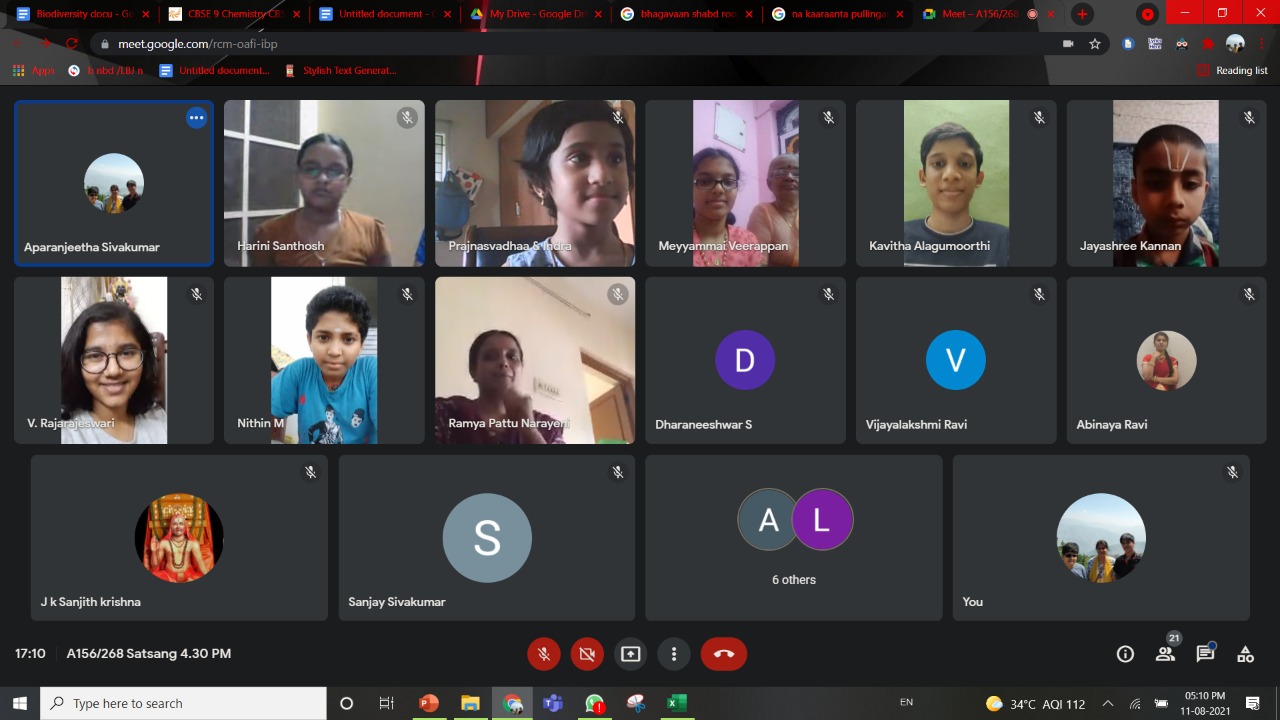 Biodiversity docu - Go
CBSE 9 Chemistry CBS
Untitled document - G
My Drive - Google Dr
bhagavaan shabd roo
na kaaraanta pullinga
Meet – A156/268
meet.google.com/rcm-oafi-ibp
Apps
Untitled document...
Stylish Text Generat...
Reading list
Aparanjeetha Sivakumar
Harini Santhosh
Prajnasvadhaa & Indra
Meyyammai Veerappan
Kavitha Alagumoorthi
Jayashree Kannan
V. Rajarajeswari
Nithin M
Ramya Pattu Narayeni
D
Dharaneeshwar S
V
Vijayalakshmi Ravi
Abinaya Ravi
J k Sanjith krishna
S
Sanjay Sivakumar
A L
6 others
You
17:10 A156/268 Satsang 4.30 PM
21
Type here to search
EN
34°C AQI 112
05:10 PM
11-08-2021